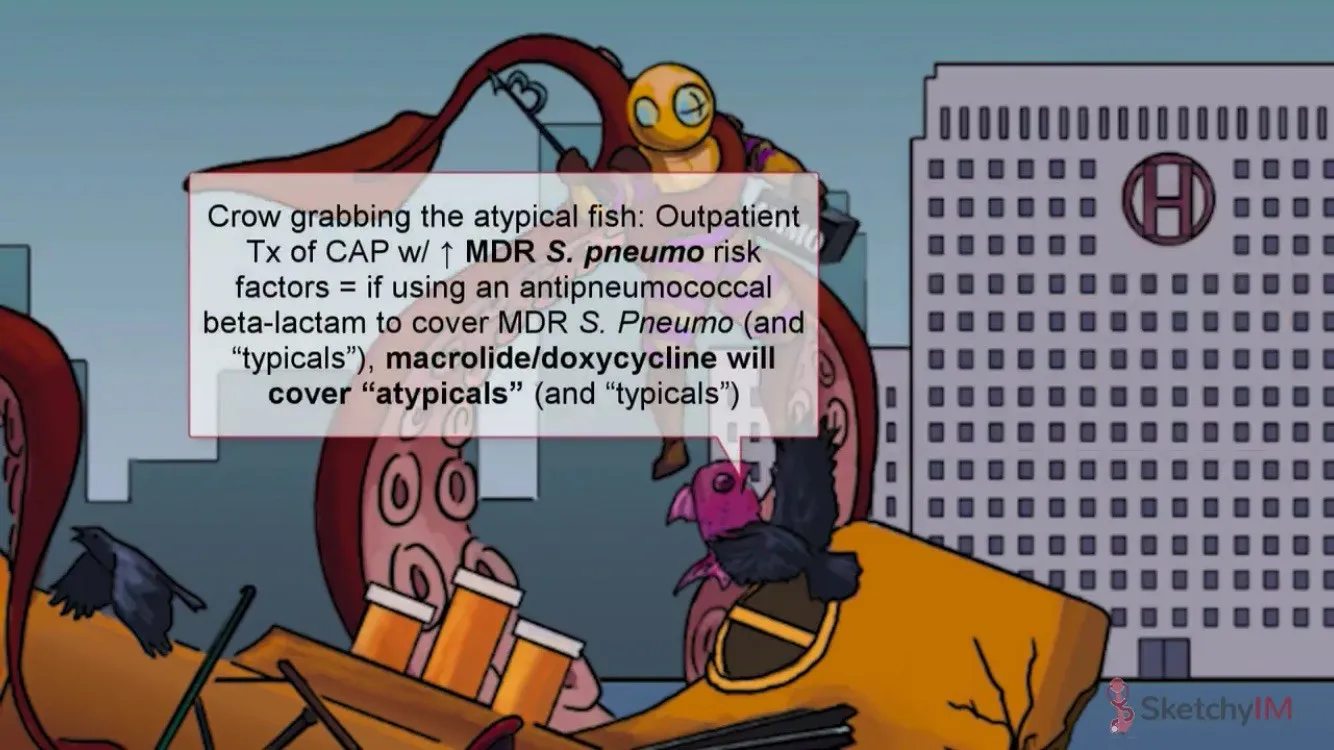 Crow grabbing the atypical fish: Outpatient
Tx of CAP w/ ↑ MDR S. pneumo risk
factors = if using an antipneumococcal
beta-lactam to cover MDR S. Pneumo (and
“typicals”), macrolide/doxycycline will
cover “atypicals” (and “typicals”)
H
SketchyIM